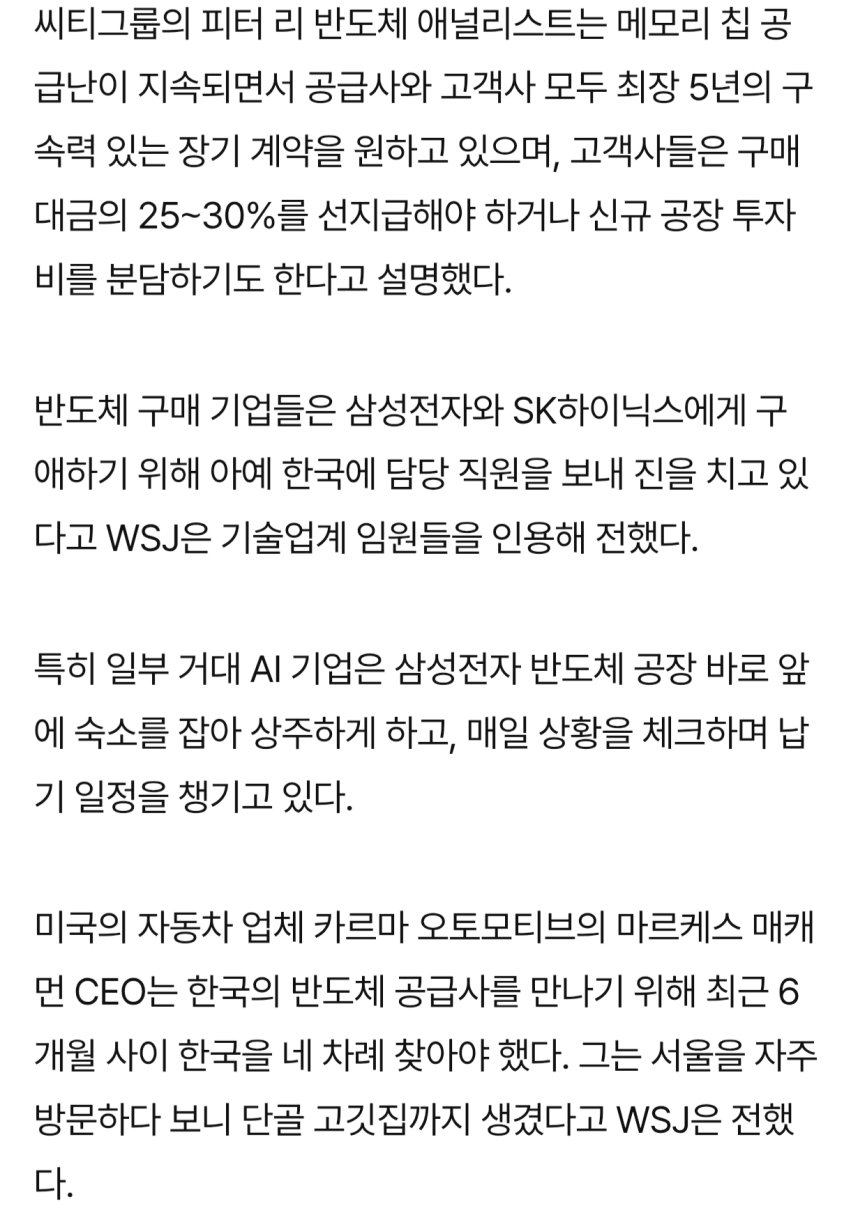 씨티그룹의 피터 리 반도체 애널리스트는 메모리 칩 공
급난이 지속되면서 공급사와 고객사 모두 최장 5년의 구
속력 있는 장기 계약을 원하고 있으며, 고객사들은 구매
대금의 25~30%를 선지급해야 하거나 신규 공장 투자
비를 분담하기도 한다고 설명했다.
반도체 구매 기업들은 삼성전자와 SK하이닉스에게 구
애하기 위해 아예 한국에 담당 직원을 보내 진을 치고 있
다고 WSJ은 기술업계 임원들을 인용해 전했다.
특히 일부 거대 AI 기업은 삼성전자 반도체 공장 바로 앞
에 숙소를 잡아 상주하게 하고, 매일 상황을 체크하며 납
기 일정을 챙기고 있다.
미국의 자동차 업체 카르마 오토모티브의 마르케스 매캐
먼 CEO는 한국의 반도체 공급사를 만나기 위해 최근 6
개월 사이 한국을 네 차례 찾아야 했다. 그는 서울을 자주
방문하다 보니 단골 고깃집까지 생겼다고 WSJ은 전했
다.